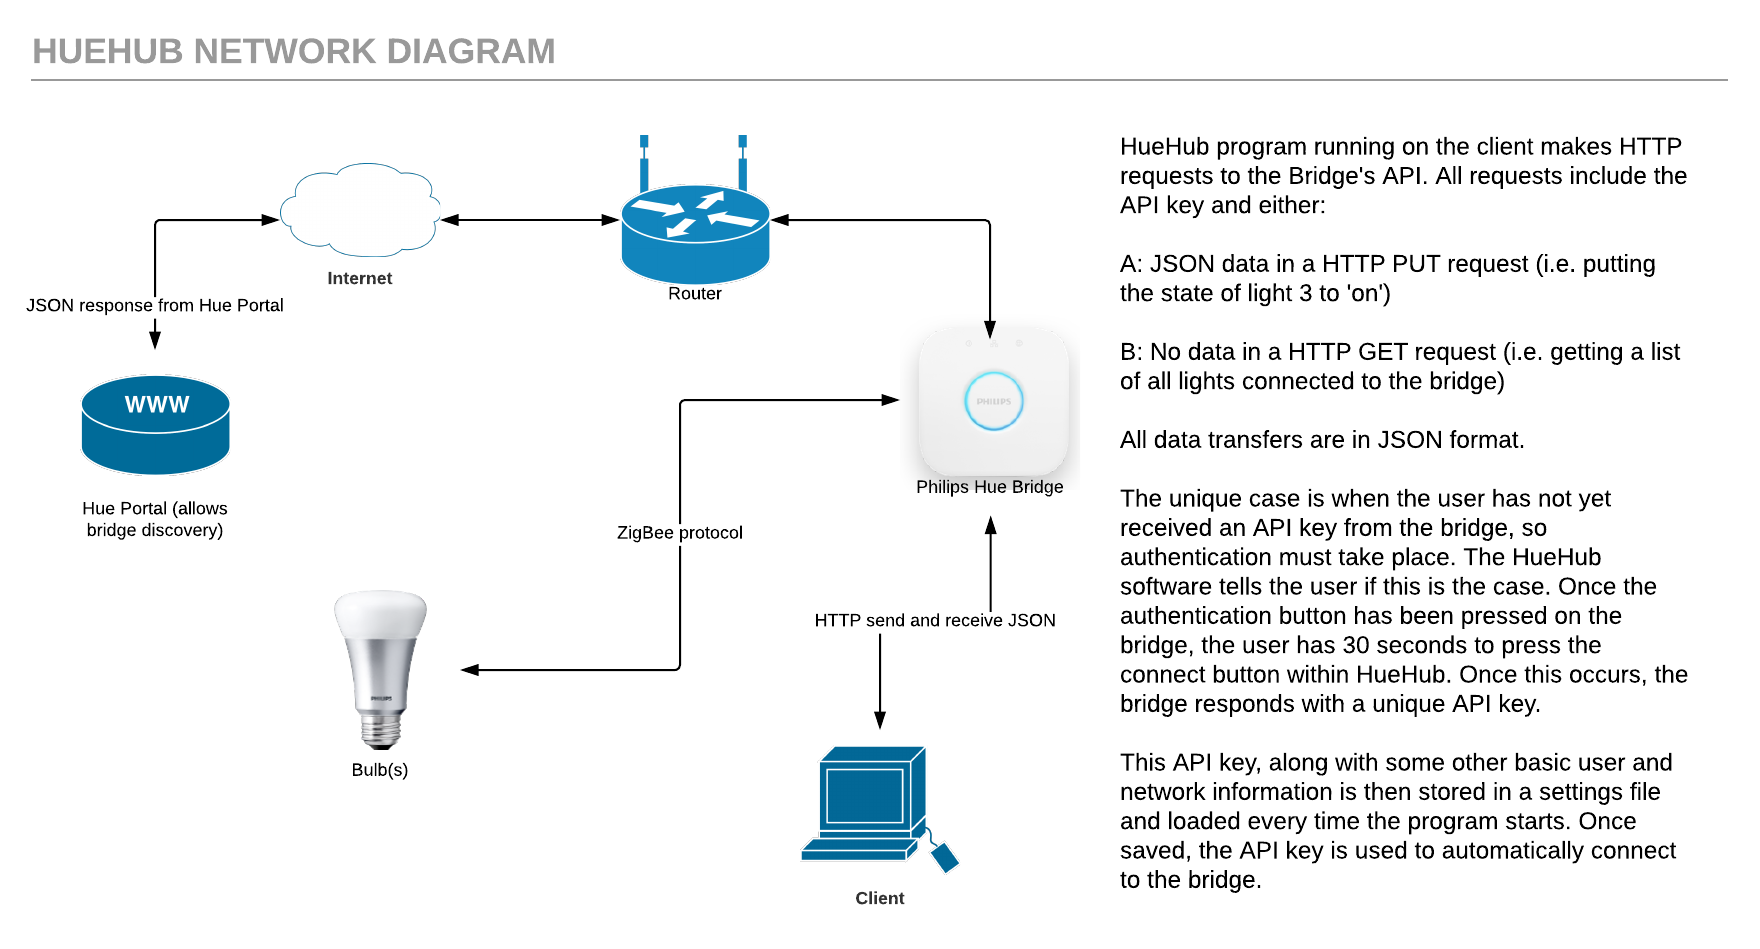 HUEHUB NETWORK DIAGRAM
Internet
Router
JSON response from Hue Portal
WWW
Hue Portal (allows
bridge discovery)
PHILIPS
Philips Hue Bridge
ZigBee protocol
HTTP send and receive JSON
PHILIPS
Bulb(s)
Client
HueHub program running on the client makes HTTP
requests to the Bridge's API. All requests include the
API key and either:
A: JSON data in a HTTP PUT request (i.e. putting
the state of light 3 to 'on')
B: No data in a HTTP GET request (i.e. getting a list
of all lights connected to the bridge)
All data transfers are in JSON format.
The unique case is when the user has not yet
received an API key from the bridge, so
authentication must take place. The HueHub
software tells the user if this is the case. Once the
authentication button has been pressed on the
bridge, the user has 30 seconds to press the
connect button within HueHub. Once this occurs, the
bridge responds with a unique API key.
This API key, along with some other basic user and
network information is then stored in a settings file
and loaded every time the program starts. Once
saved, the API key is used to automatically connect
to the bridge.